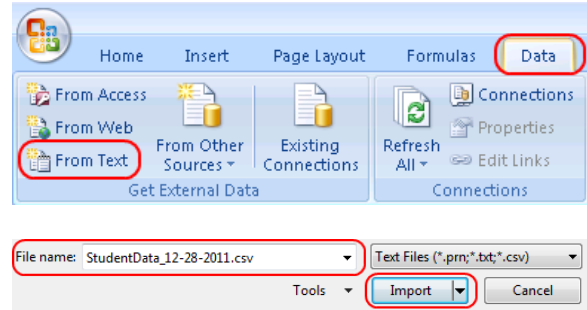 Home Insert Page Layout Formulas Data
From Access
From Web
From Text
From Other
Sources
Existing
Connections
Get External Data
Refresh
All
Connections
Properties
Edit Links
Connections
File name: StudentData_12-28-2011.csv Text Files (*.prn;*.txt;*.csv)
Tools Import Cancel